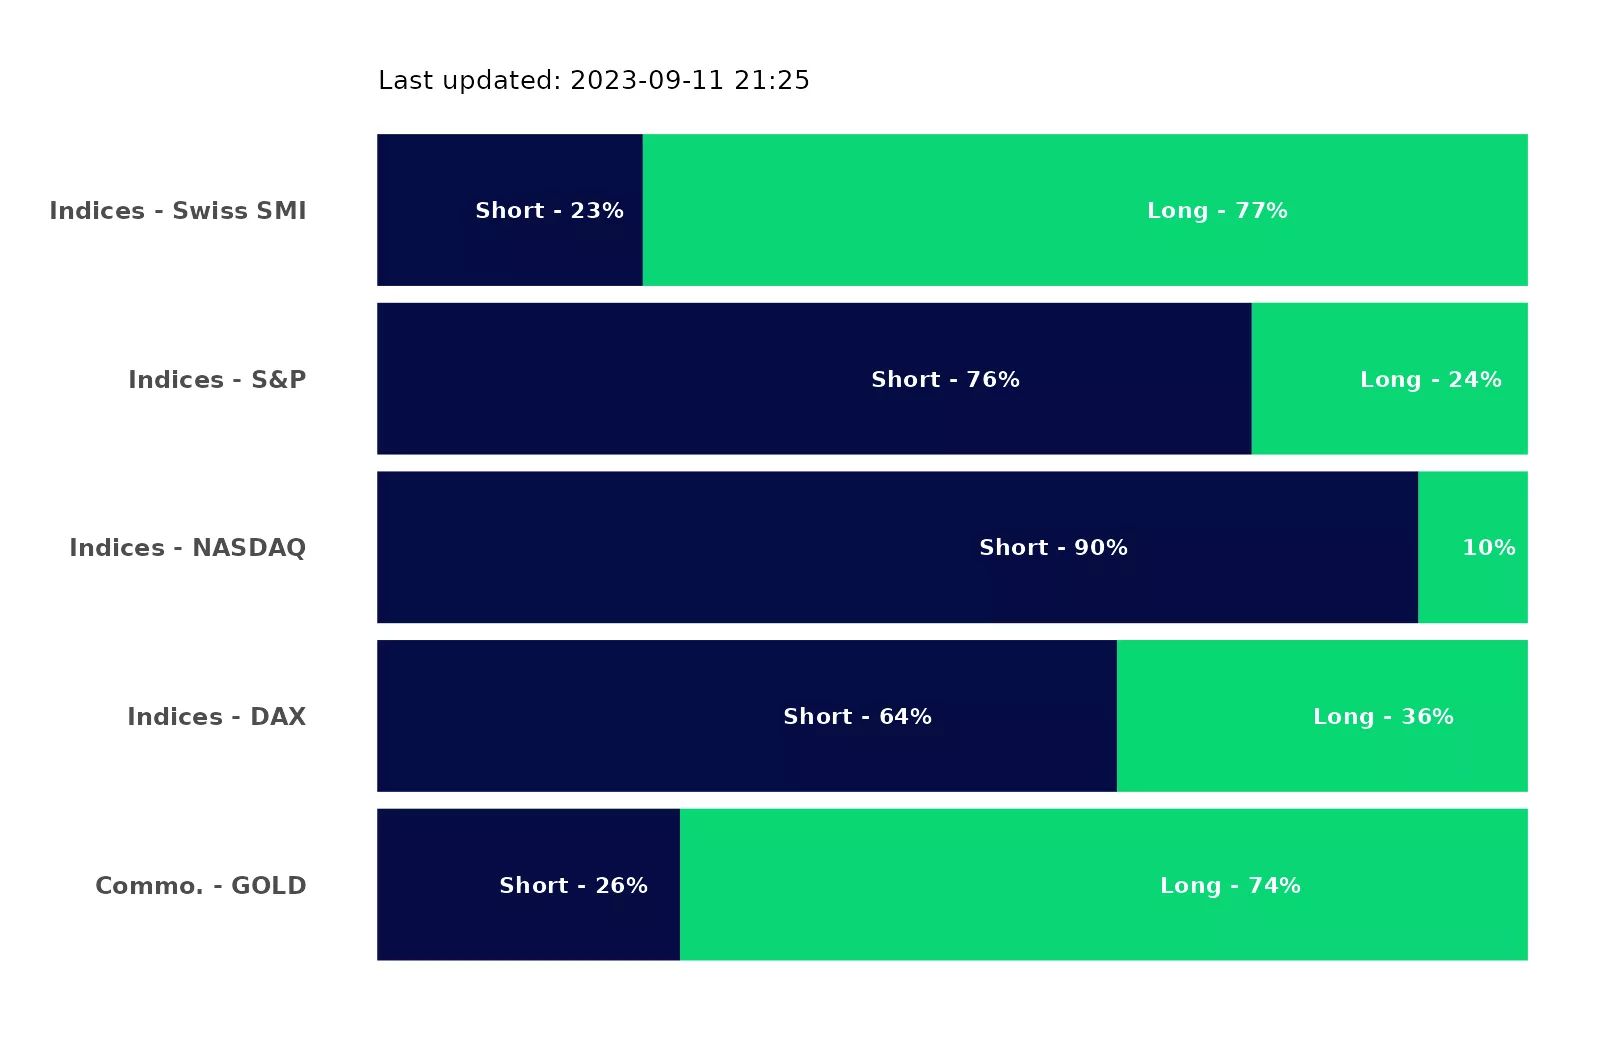 Last updated: 2023-09-11 21:25
Indices - Swiss SMI Short - 23% Long - 77%
Indices - S&P Short - 76% Long - 24%
Indices - NASDAQ Short - 90% 10%
Indices - DAX Short - 64% Long - 36%
Commo. - GOLD Short - 26% Long - 74%